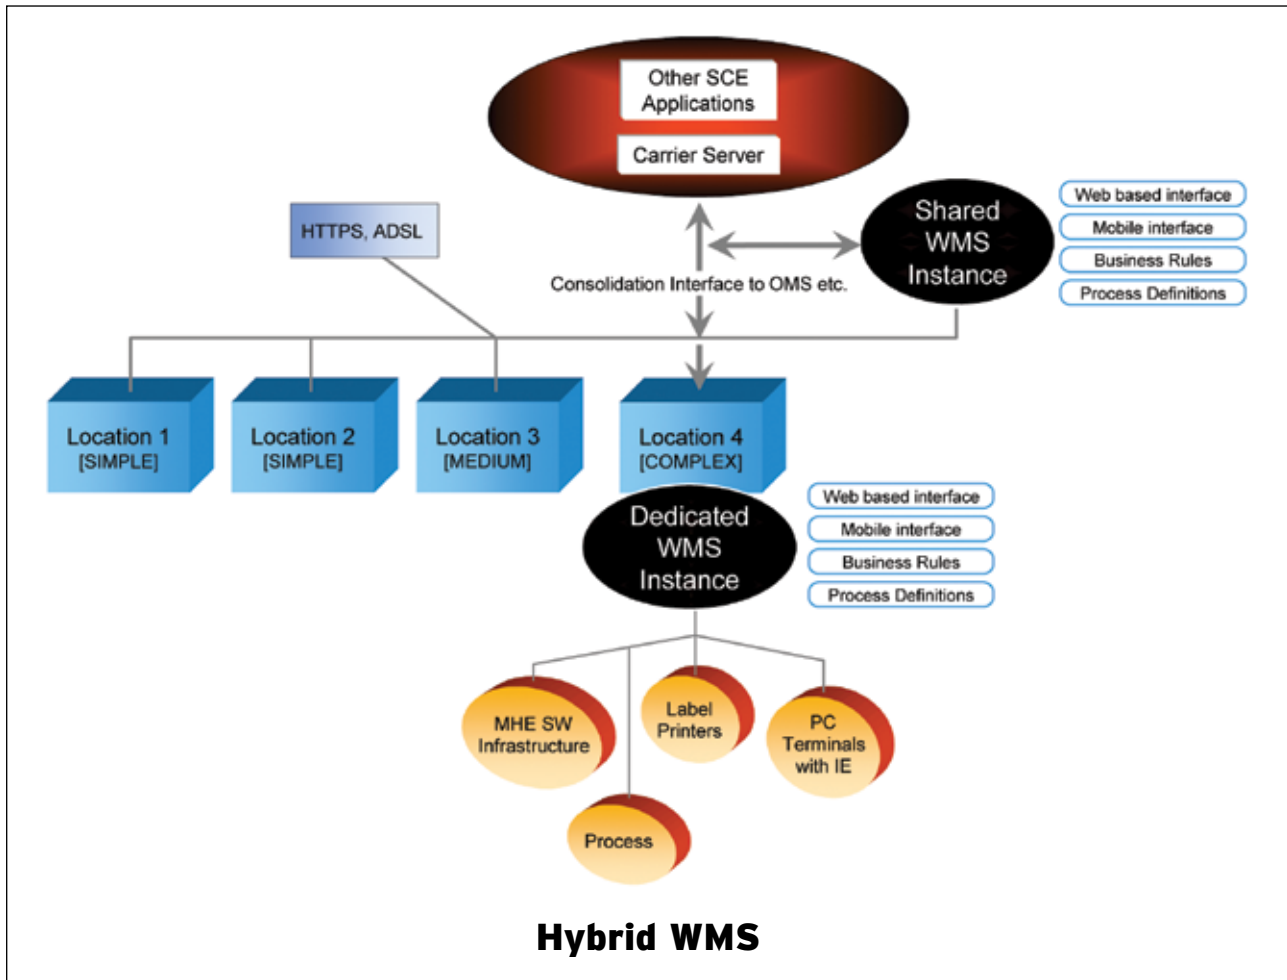 Other SCE
Applications
Carrier Server
Shared
WMS
Instance
Web based interface
Mobile interface
Business Rules
Process Definitions
HTTPS, ADSL
Consolidation Interface to OMS etc.
Location 1
[SIMPLE]
Location 2
[SIMPLE]
Location 3
[MEDIUM]
Location 4
[COMPLEX]
Dedicated
WMS
Instance
Web based interface
Mobile interface
Business Rules
Process Definitions
MHE SW
Infrastructure
Label
Printers
PC
Terminals
with IE
Process
Hybrid WMS